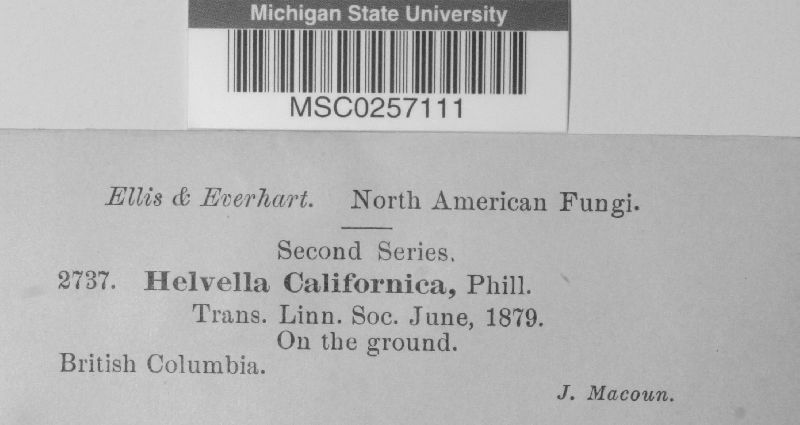 Michigan State University
MSC0257111
Ellis & Everhart. North American Fungi.
Second Series.
2737. Helvella Californica, Phill.
Trans. Linn. Soc. June, 1879.
On the ground.
British Columbia.
J. Macoun.